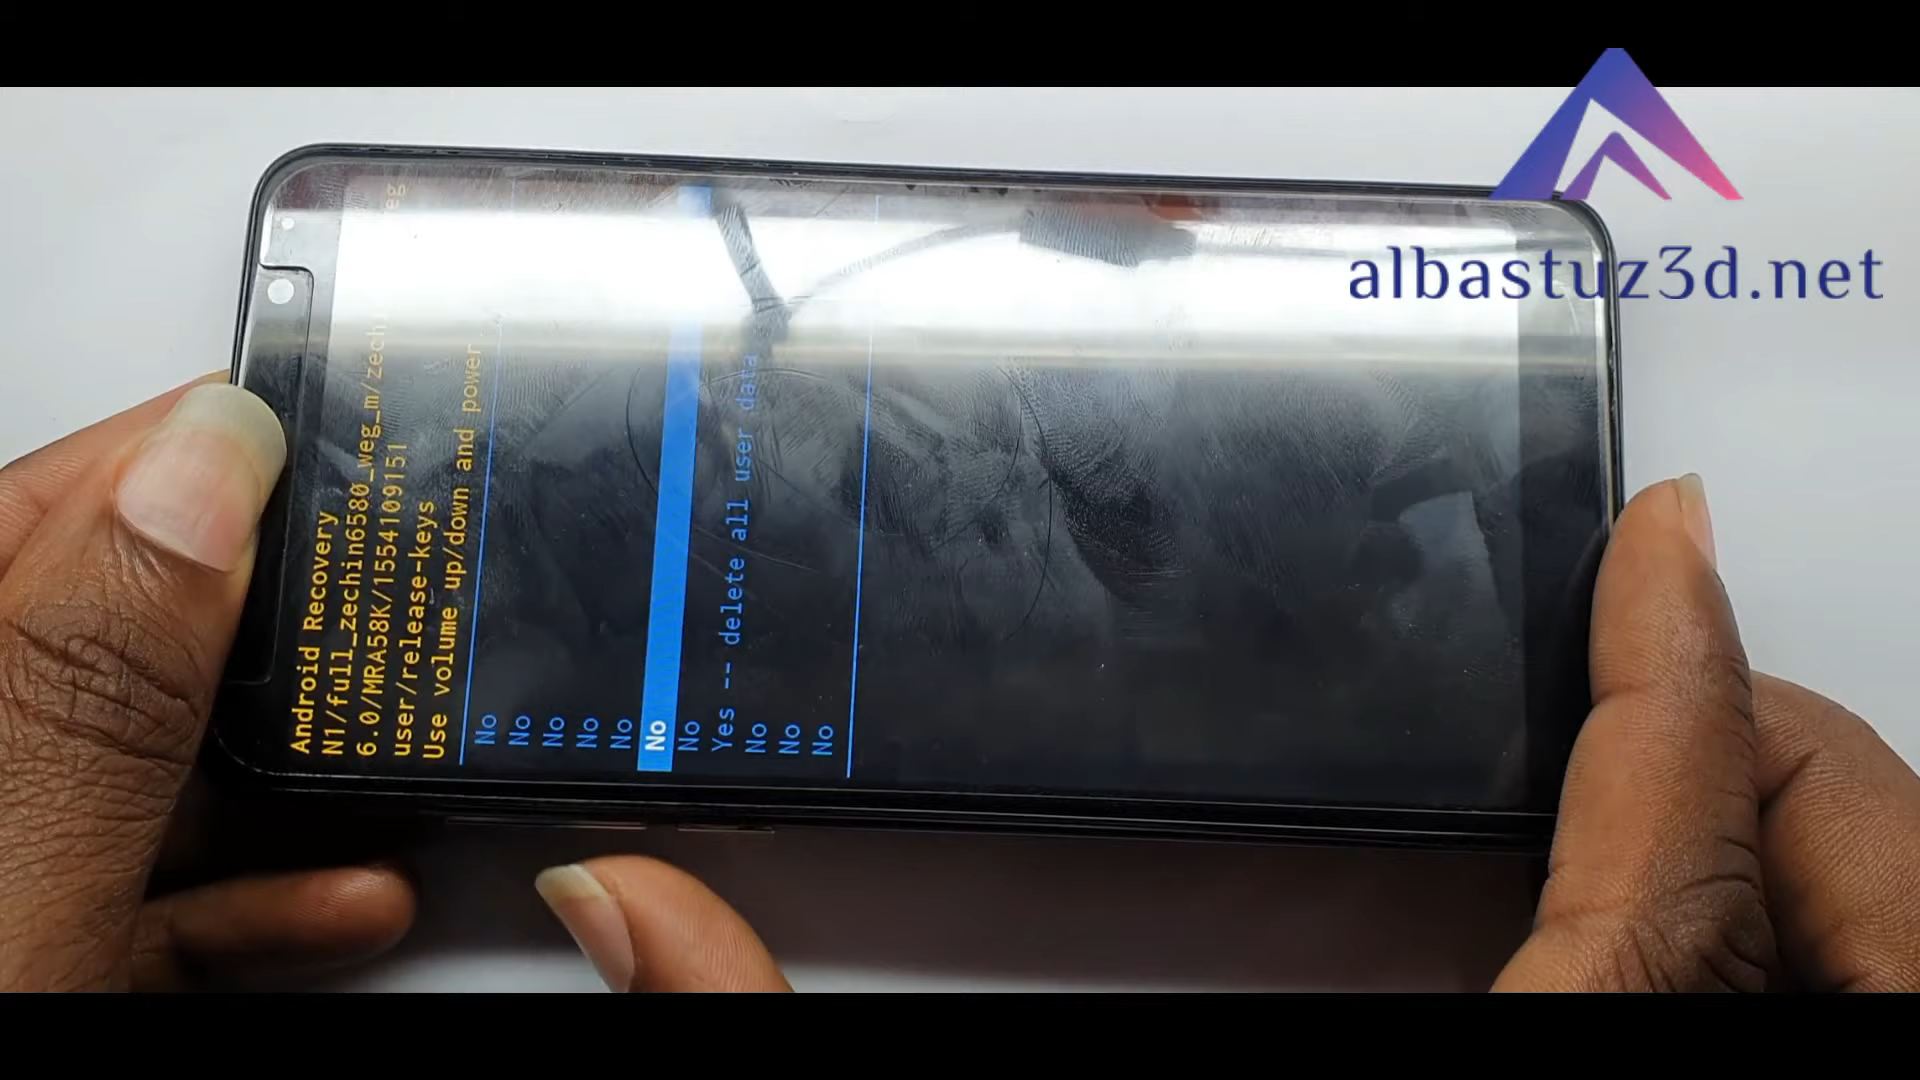 Android Recovery
N1/full_zechin6580_weg_m/zechi
6.0/MRA58K/1554109151
user/release-keys
Use volume up/down and power
No
No
No
No
No
No
No
Yes -- delete all user data
No
No
No
albastuz3d.net